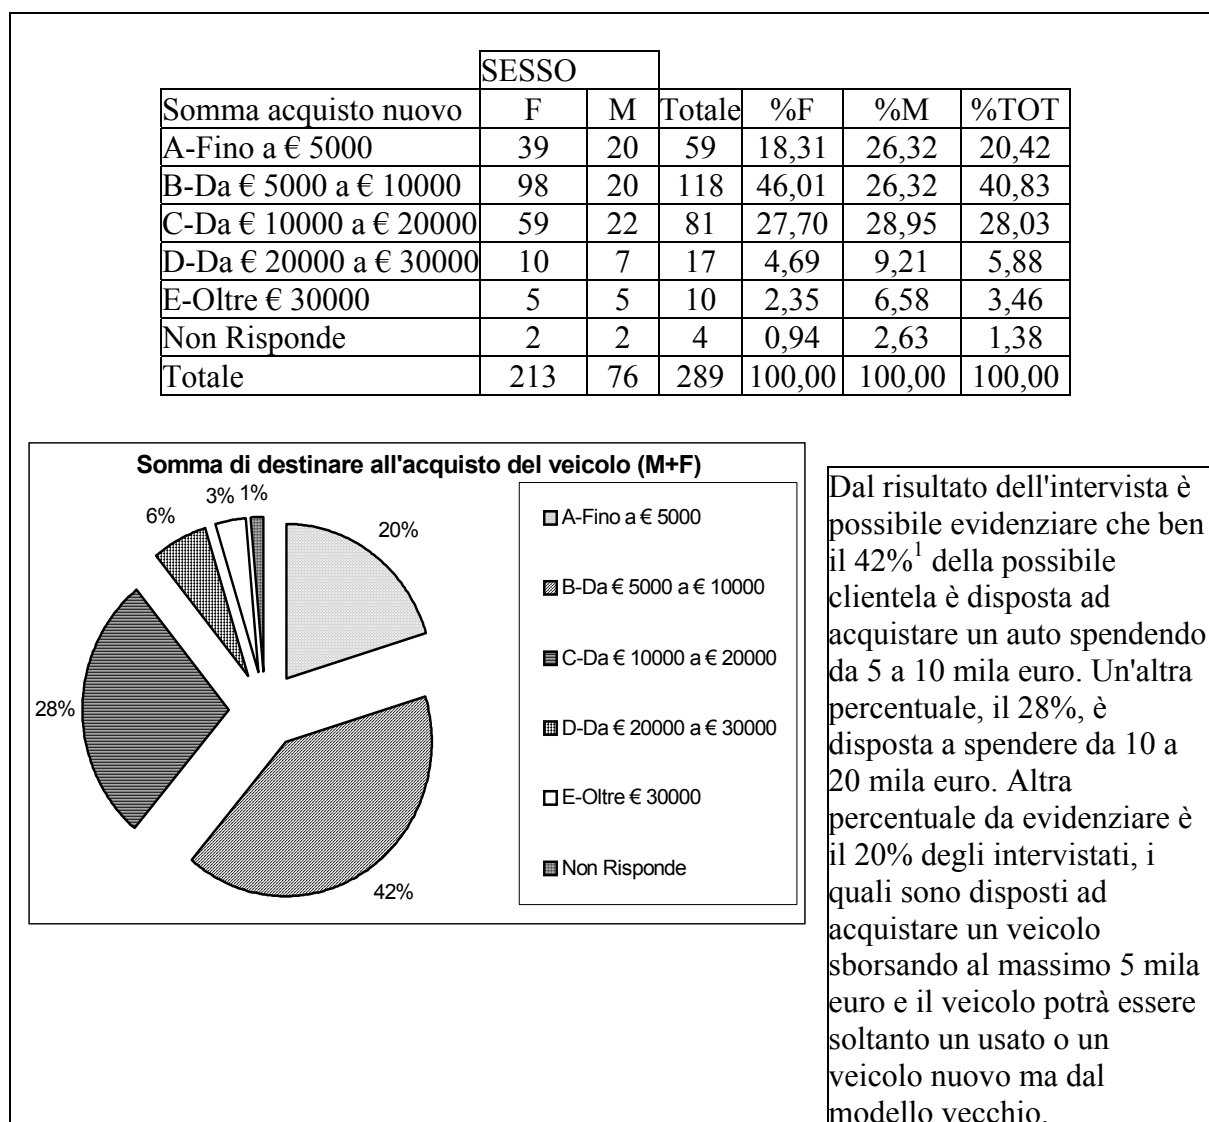 SESSO
Somma acquisto nuovo F M Totale %F %M %TOT
A-Fino a € 5000 39 20 59 18,31 26,32 20,42
B-Da € 5000 a € 10000 98 20 118 46,01 26,32 40,83
C-Da € 10000 a € 20000 59 22 81 27,70 28,95 28,03
D-Da € 20000 a € 30000 10 7 17 4,69 9,21 5,88
E-Oltre € 30000 5 5 10 2,35 6,58 3,46
Non Risponde 2 2 4 0,94 2,63 1,38
Totale 213 76 289 100,00 100,00 100,00
Somma di destinare all'acquisto del veicolo (M+F)
20%
42%
28%
6%
3%
1%
A-Fino a € 5000
B-Da € 5000 a € 10000
C-Da € 10000 a € 20000
D-Da € 20000 a € 30000
E-Oltre € 30000
Non Risponde
Dal risultato dell'intervista è
possibile evidenziare che ben
il 42%¹ della possibile
clientela è disposta ad
acquistare un auto spendendo
da 5 a 10 mila euro. Un'altra
percentuale, il 28%, è
disposta a spendere da 10 a
20 mila euro. Altra
percentuale da evidenziare è
il 20% degli intervistati, i
quali sono disposti ad
acquistare un veicolo
sborsando al massimo 5 mila
euro e il veicolo potrà essere
soltanto un usato o un
veicolo nuovo ma dal
modello vecchio.